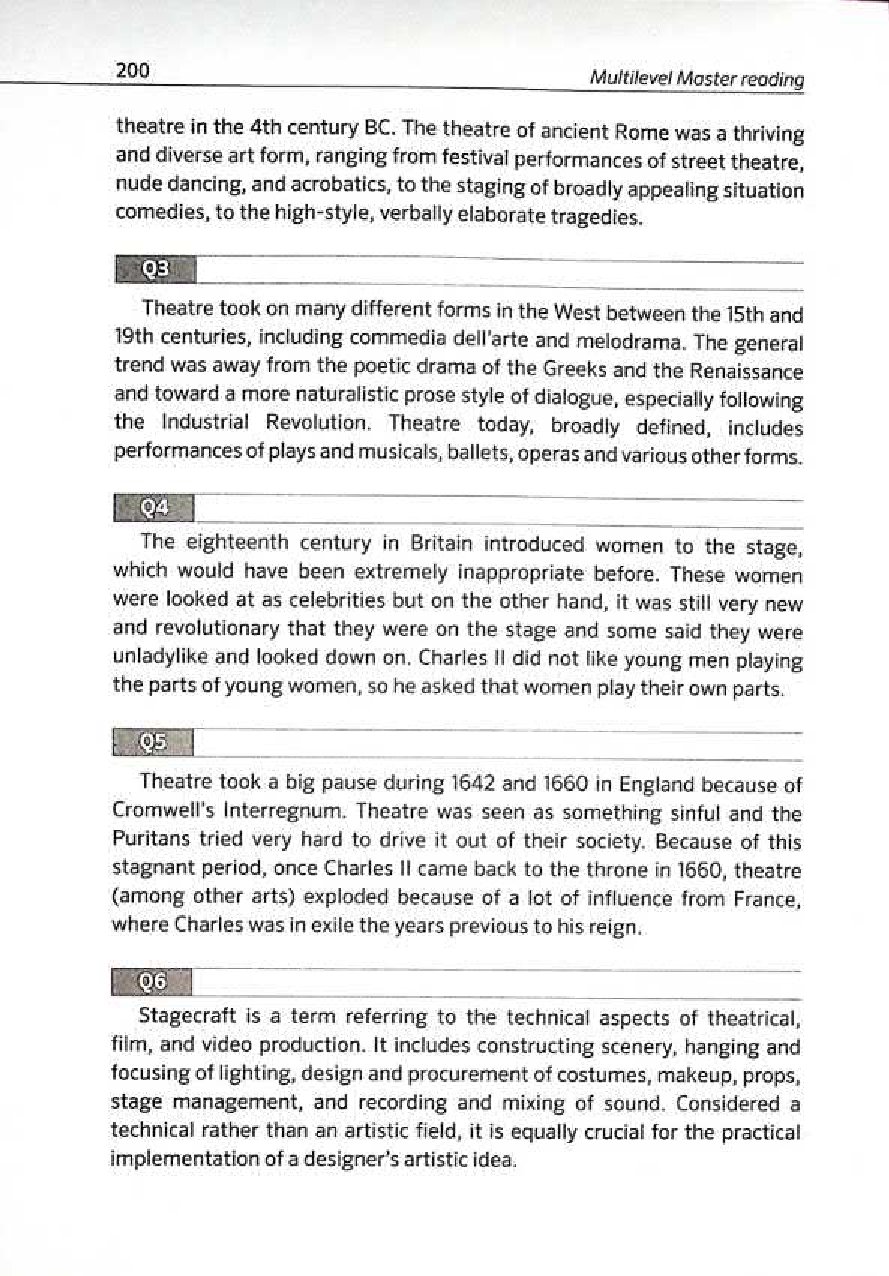 200
Multilevel Master reading
theatre in the 4th century BC. The theatre of ancient Rome was a thriving
and diverse art form, ranging from festival performances of street theatre,
nude dancing, and acrobatics, to the staging of broadly appealing situation
comedies, to the high-style, verbally elaborate tragedies.
Q3
Theatre took on many different forms in the West between the 15th and
19th centuries, including commedia dell'arte and melodrama. The general
trend was away from the poetic drama of the Greeks and the Renaissance
and toward a more naturalistic prose style of dialogue, especially following
the Industrial Revolution. Theatre today, broadly defined, includes
performances of plays and musicals, ballets, operas and various other forms.
Q4
The eighteenth century in Britain introduced women to the stage,
which would have been extremely inappropriate before. These women
were looked at as celebrities but on the other hand, it was still very new
and revolutionary that they were on the stage and some said they were
unladylike and looked down on. Charles II did not like young men playing
the parts of young women, so he asked that women play their own parts.
Q5
Theatre took a big pause during 1642 and 1660 in England because of
Cromwell's Interregnum. Theatre was seen as something sinful and the
Puritans tried very hard to drive it out of their society. Because of this
stagnant period, once Charles II came back to the throne in 1660, theatre
(among other arts) exploded because of a lot of influence from France,
where Charles was in exile the years previous to his reign.
Q6
Stagecraft is a term referring to the technical aspects of theatrical,
film, and video production. It includes constructing scenery, hanging and
focusing of lighting, design and procurement of costumes, makeup, props,
stage management, and recording and mixing of sound. Considered a
technical rather than an artistic field, it is equally crucial for the practical
implementation of a designer's artistic idea.